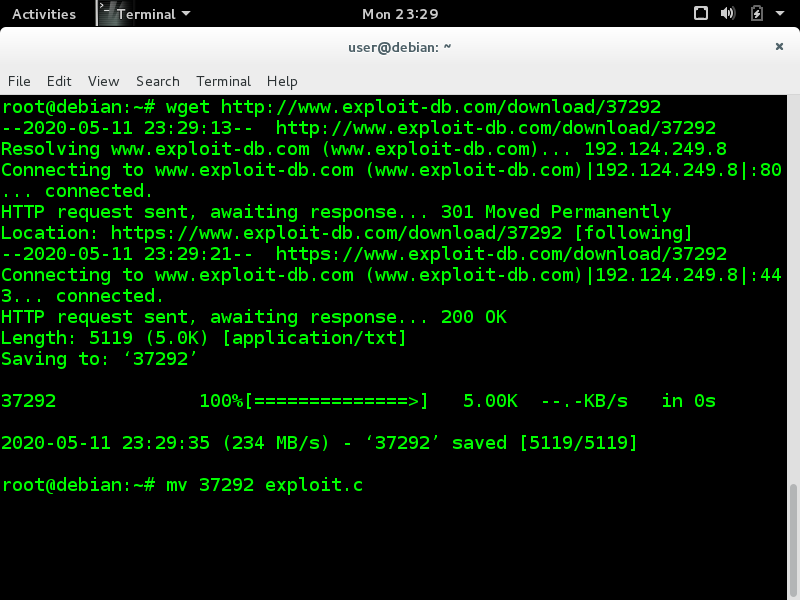 Activities Terminal Mon 23:29
user@debian: ~
File Edit View Search Terminal Help
root@debian:~# wget http://www.exploit-db.com/download/37292
--2020-05-11 23:29:13--  http://www.exploit-db.com/download/37292
Resolving www.exploit-db.com (www.exploit-db.com)... 192.124.249.8
Connecting to www.exploit-db.com (www.exploit-db.com)|192.124.249.8|:80
... connected.
HTTP request sent, awaiting response... 301 Moved Permanently
Location: https://www.exploit-db.com/download/37292 [following]
--2020-05-11 23:29:21--  https://www.exploit-db.com/download/37292
Connecting to www.exploit-db.com (www.exploit-db.com)|192.124.249.8|:44
3... connected.
HTTP request sent, awaiting response... 200 OK
Length: 5119 (5.0K) [application/txt]
Saving to: ‘37292’
37292             100%[==============>]   5.00K  --.-KB/s   in 0s
2020-05-11 23:29:35 (234 MB/s) - ‘37292’ saved [5119/5119]
root@debian:~# mv 37292 exploit.c